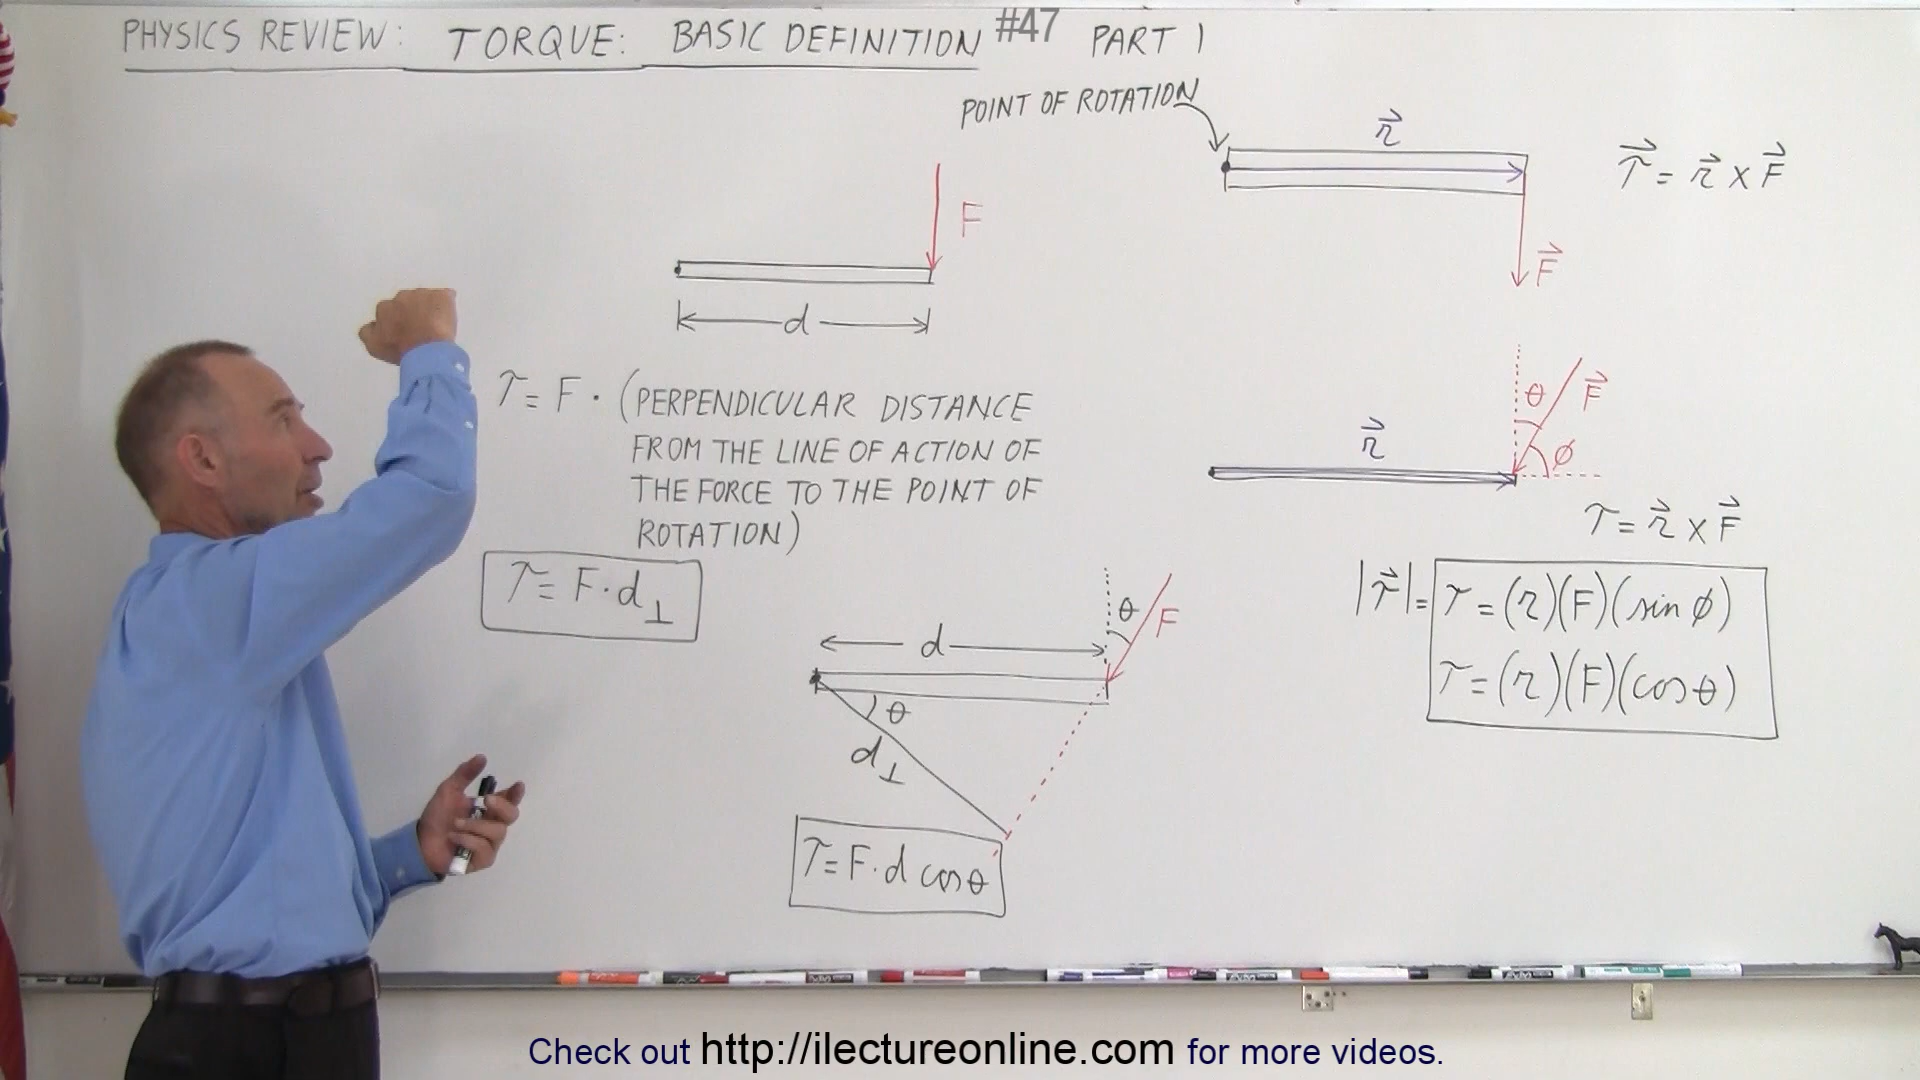 PHYSICS REVIEW: TORQUE: BASIC DEFINITION #47 PART 1
POINT OF ROTATION
F
d
τ = F · (PERPENDICULAR DISTANCE
FROM THE LINE OF ACTION OF
THE FORCE TO THE POINT OF
ROTATION)
τ = F · d⊥
d
θ
F
θ
d⊥
τ = F · d cos θ
r⃗
F⃗
τ⃗ = r⃗ × F⃗
r⃗
θ
F⃗
φ
τ = r⃗ × F⃗
|τ⃗| = τ = (r)(F)(sin φ)
τ = (r)(F)(cos θ)
Check out http://ilectureonline.com for more videos.